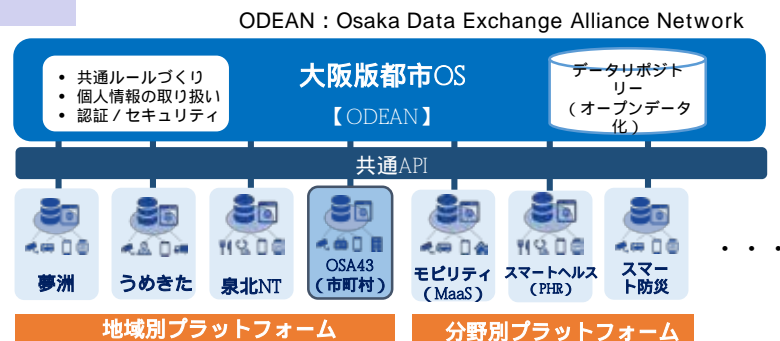 ODEAN：Osaka Data Exchange Alliance Network
• 共通ルールづくり
• 個人情報の取り扱い
• 認証／セキュリティ
大阪版都市OS
【ODEAN】
データリポジト
リー
（オープンデータ
化）
共通API
夢洲
うめきた
泉北NT
OSA43
（市町村）
モビリティ
（MaaS）
スマートヘルス
（PHR）
スマー
ト防災
・・・
地域別プラットフォーム
分野別プラットフォーム